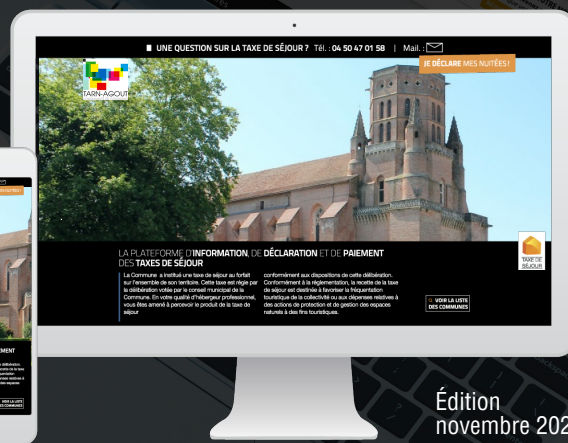 UNE QUESTION SUR LA TAXE DE SÉJOUR ? Tél. : 04 50 47 01 58 | Mail. :
JE DÉCLARE MES NUITÉES !
TARN-AGOUT
LA PLATEFORME D'INFORMATION, DE DÉCLARATION ET DE PAIEMENT
DES TAXES DE SÉJOUR
La Commune a institué une taxe de séjour au forfait
sur l'ensemble de son territoire. Cette taxe est régie par
la délibération votée par le conseil municipal de la
Commune. En votre qualité d'hébergeur professionnel,
vous êtes amené à percevoir le produit de la taxe de
séjour
conformément aux dispositions de cette délibération.
Conformément à la réglementation, la recette de la taxe
de séjour est destinée à favoriser la fréquentation
touristique de la collectivité ou aux dépenses relatives à
des actions de protection et de gestion des espaces
naturels à des fins touristiques.
TAXE DE
SÉJOUR
VOIR LA LISTE
DES COMMUNES
VOIR LA LISTE
DES COMMUNES
Édition
novembre 202